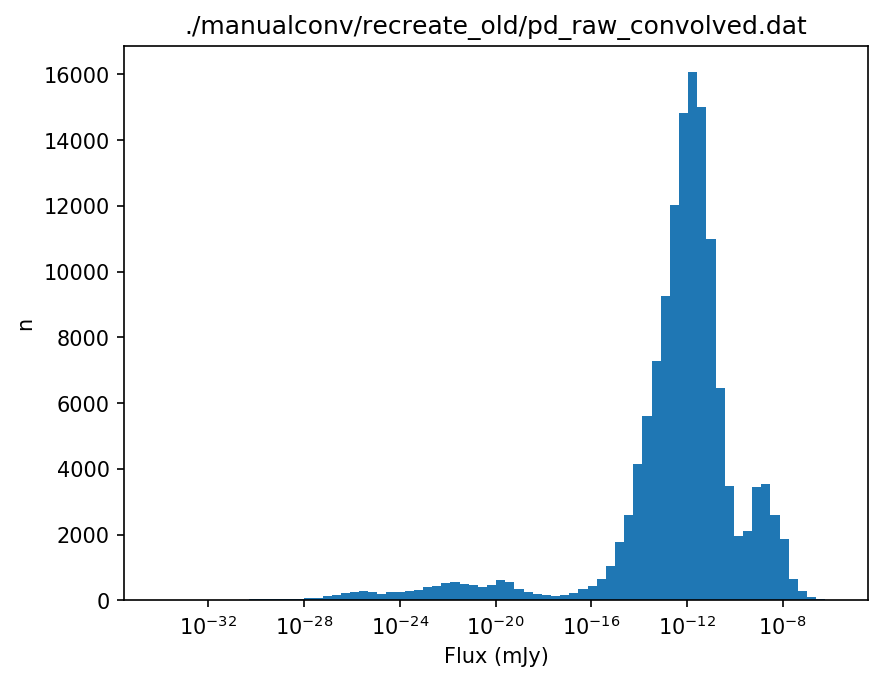 ./manualconv/recreate_old/pd_raw_convolved.dat
16000
14000
12000
10000
8000
6000
4000
2000
0
n
10⁻³² 10⁻²⁸ 10⁻²⁴ 10⁻²⁰ 10⁻¹⁶ 10⁻¹² 10⁻⁸
Flux (mJy)